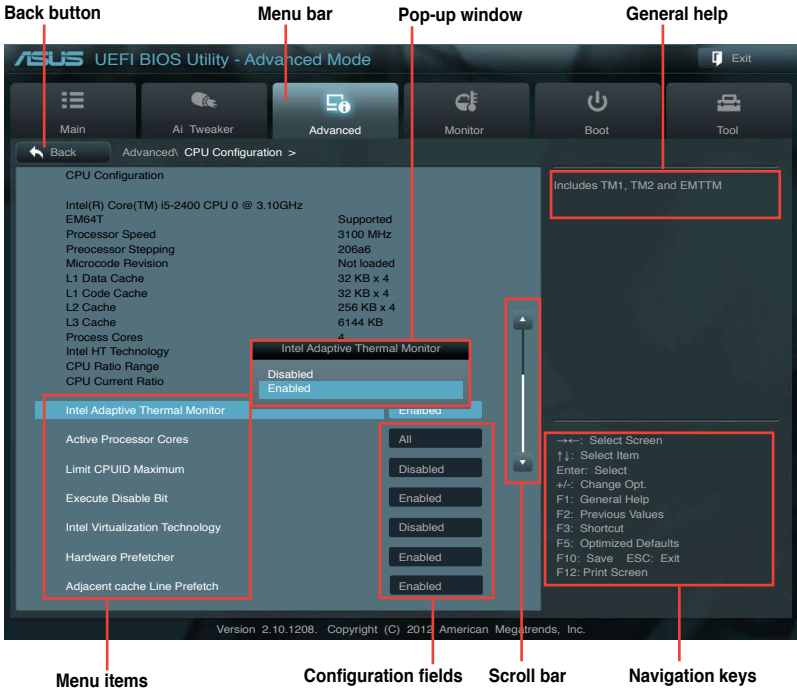 Back button
Menu bar
Pop-up window
General help
ASUS UEFI BIOS Utility - Advanced Mode
Exit
Main
Ai Tweaker
Advanced
Monitor
Boot
Tool
Back
Advanced\ CPU Configuration >
CPU Configuration
Includes TM1, TM2 and EMTTM
Intel(R) Core(TM) i5-2400 CPU 0 @ 3.10GHz
EM64T Supported
Processor Speed 3100 MHz
Preocessor Stepping 206a6
Microcode Revision Not loaded
L1 Data Cache 32 KB x 4
L1 Code Cache 32 KB x 4
L2 Cache 256 KB x 4
L3 Cache 6144 KB
Process Cores 4
Intel HT Technology
CPU Ratio Range
CPU Current Ratio
Intel Adaptive Thermal Monitor
Disabled
Enabled
Intel Adaptive Thermal Monitor Enalbed
Active Processor Cores All
Limit CPUID Maximum Disabled
Execute Disable Bit Enabled
Intel Virtualization Technology Disabled
Hardware Prefetcher Enabled
Adjacent cache Line Prefetch Enabled
→←: Select Screen
↑↓: Select Item
Enter: Select
+/-: Change Opt.
F1: General Help
F2: Previous Values
F3: Shortcut
F5: Optimized Defaults
F10: Save ESC: Exit
F12: Print Screen
Version 2.10.1208. Copyright (C) 2012 American Megatrends, Inc.
Menu items
Configuration fields
Scroll bar
Navigation keys